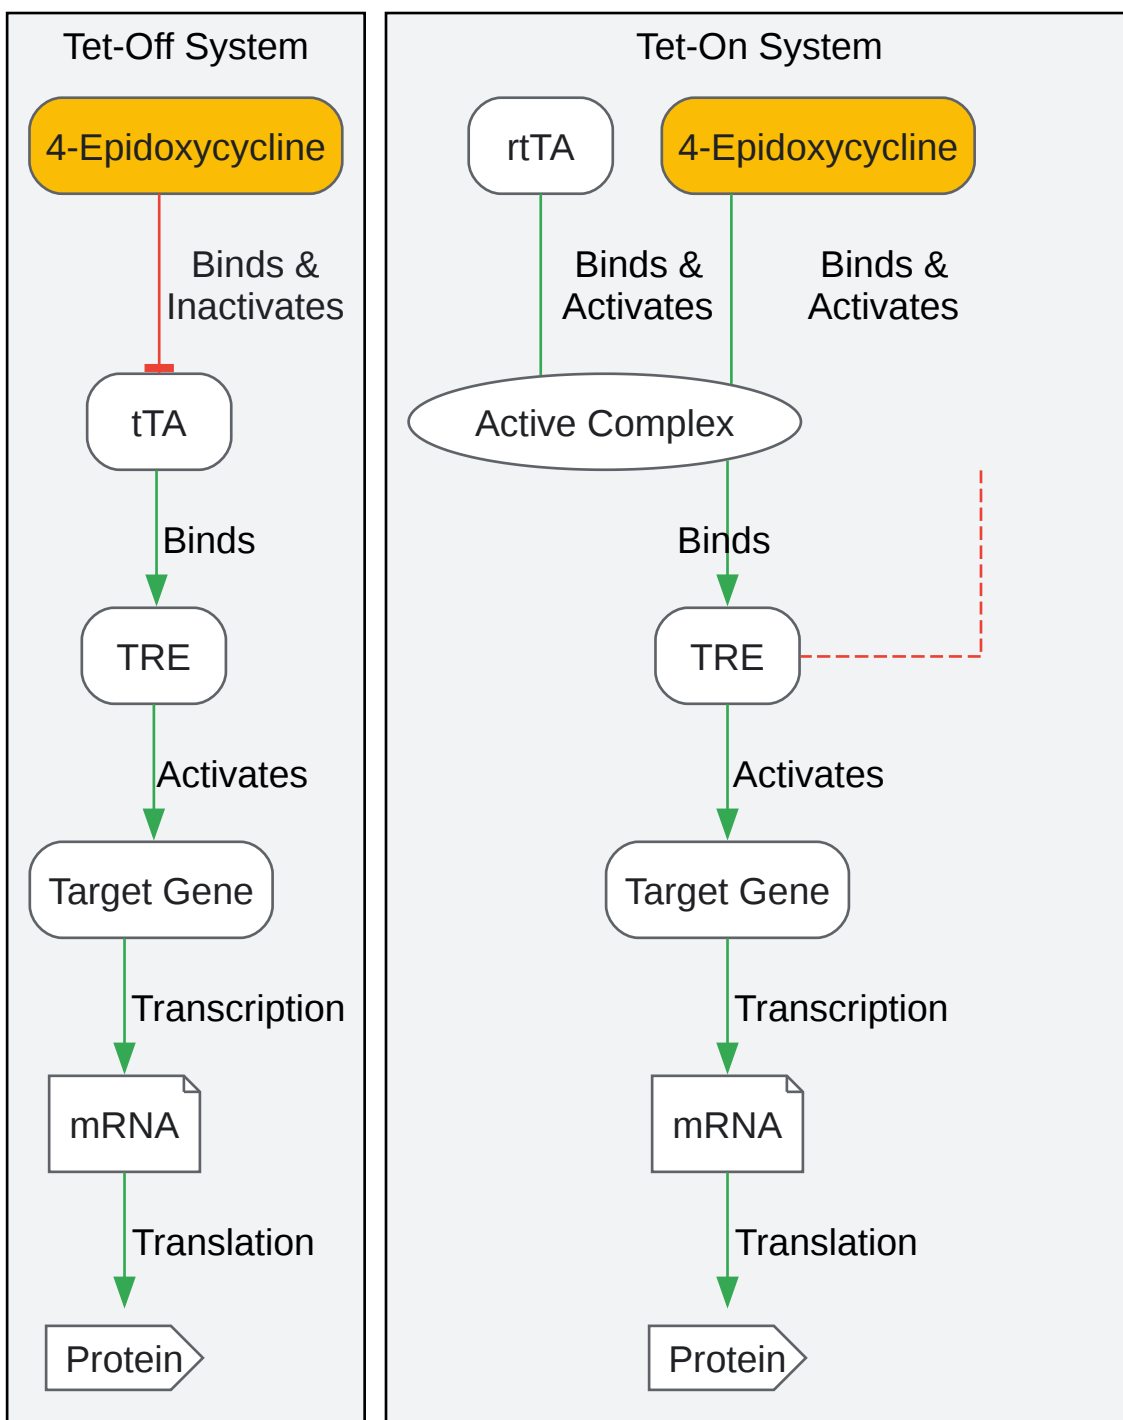 Tet-Off System
4-Epidoxycycline
Binds &
Inactivates
tTA
Binds
TRE
Activates
Target Gene
Transcription
mRNA
Translation
Protein
Tet-On System
rtTA
4-Epidoxycycline
Binds &
Activates
Binds &
Activates
Active Complex
Binds
TRE
Activates
Target Gene
Transcription
mRNA
Translation
Protein